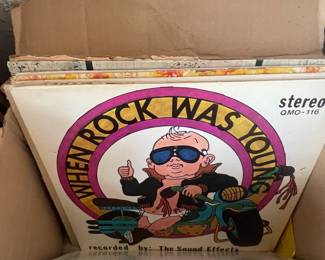 stereo
QMO-116
WHEN ROCK WAS YOUNG
recorded by: The Sound Effects